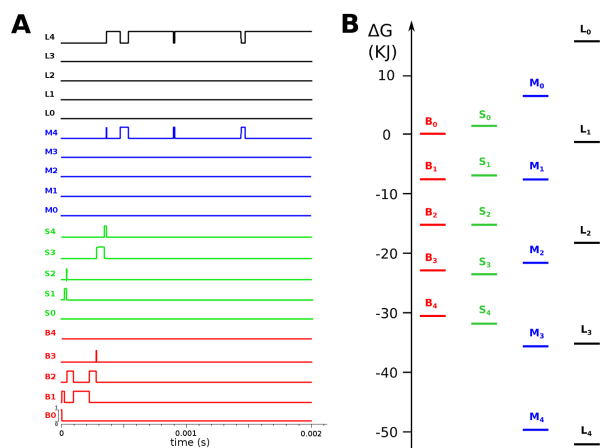 A
L4
L3
L2
L1
L0
M4
M3
M2
M1
M0
S4
S3
S2
S1
S0
B4
B3
B2
B1
B0
1
0
0 0.001 0.002
time (s)
B
ΔG
(KJ)
10
0
-10
-20
-30
-40
-50
B₀
B₁
B₂
B₃
B₄
S₀
S₁
S₂
S₃
S₄
M₀
M₁
M₂
M₃
M₄
L₀
L₁
L₂
L₃
L₄